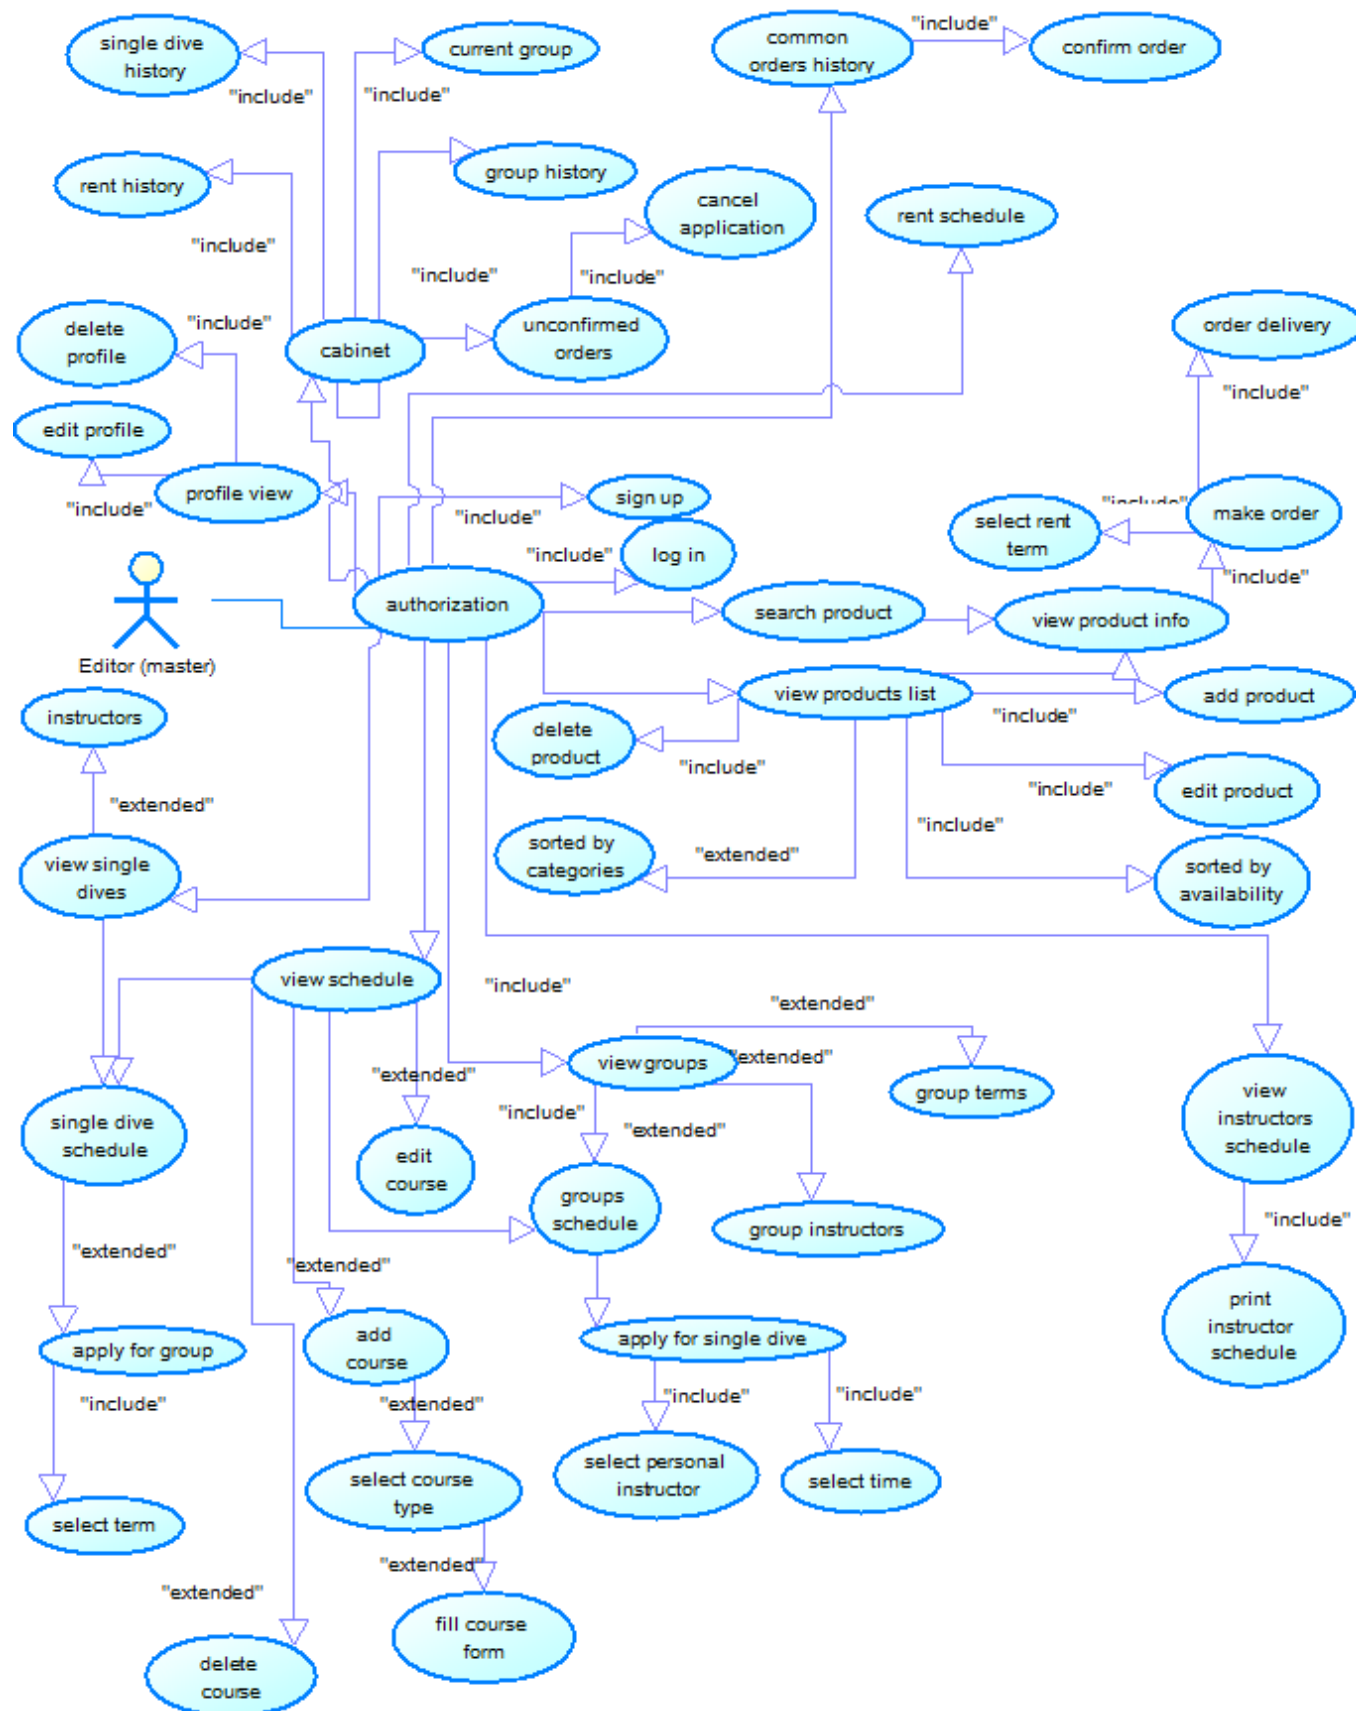 single dive
history
current group
common
orders history
"include"
confirm order
"include"
"include"
rent history
group history
cancel
application
rent schedule
"include"
"include"
"include"
delete
profile
"include"
cabinet
unconfirmed
orders
order delivery
"include"
edit profile
profile view
"include"
sign up
"include"
select rent
term
"include"
make order
"include"
log in
"include"
authorization
search product
view product info
Editor (master)
instructors
view products list
add product
"include"
delete
product
"include"
"include"
edit product
"extended"
"include"
view single
dives
sorted by
categories
"extended"
sorted by
availability
view schedule
"include"
"extended"
view groups
"extended"
"extended"
group terms
view
instructors
schedule
single dive
schedule
"include"
"extended"
edit
course
groups
schedule
group instructors
"include"
"extended"
"extended"
print
instructor
schedule
apply for group
add
course
apply for single dive
"include"
"extended"
"include"
"include"
select course
type
select personal
instructor
select time
select term
"extended"
"extended"
fill course
form
delete
course